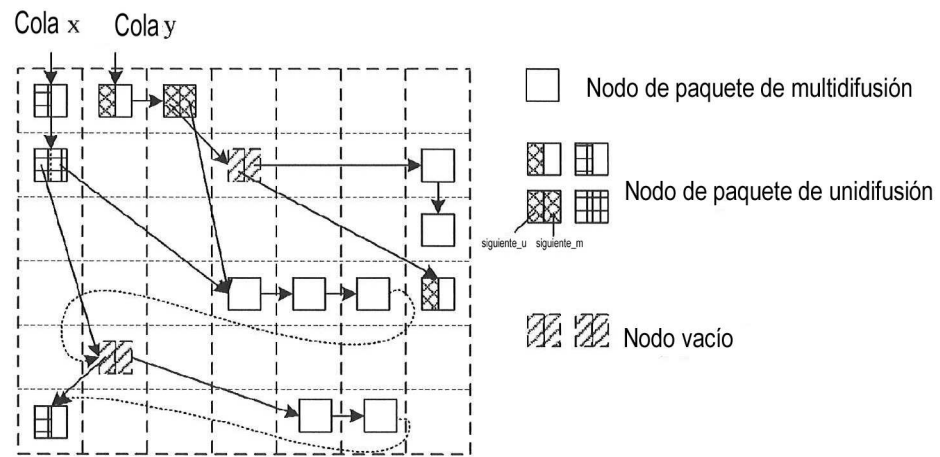 Cola x
Cola y
Nodo de paquete de multidifusión
Nodo de paquete de unidifusión
siguiente_u
siguiente_m
Nodo vacío